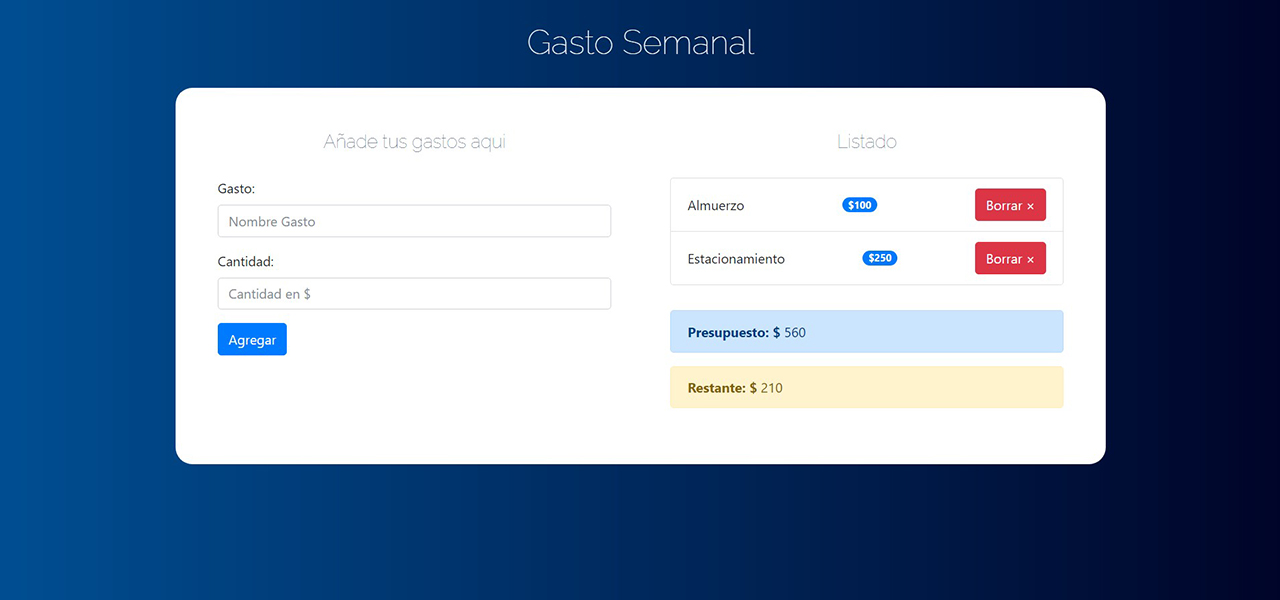 Gasto Semanal
Añade tus gastos aqui
Gasto:
Nombre Gasto
Cantidad:
Cantidad en $
Agregar
Listado
Almuerzo $100 Borrar ×
Estacionamiento $250 Borrar ×
Presupuesto: $ 560
Restante: $ 210